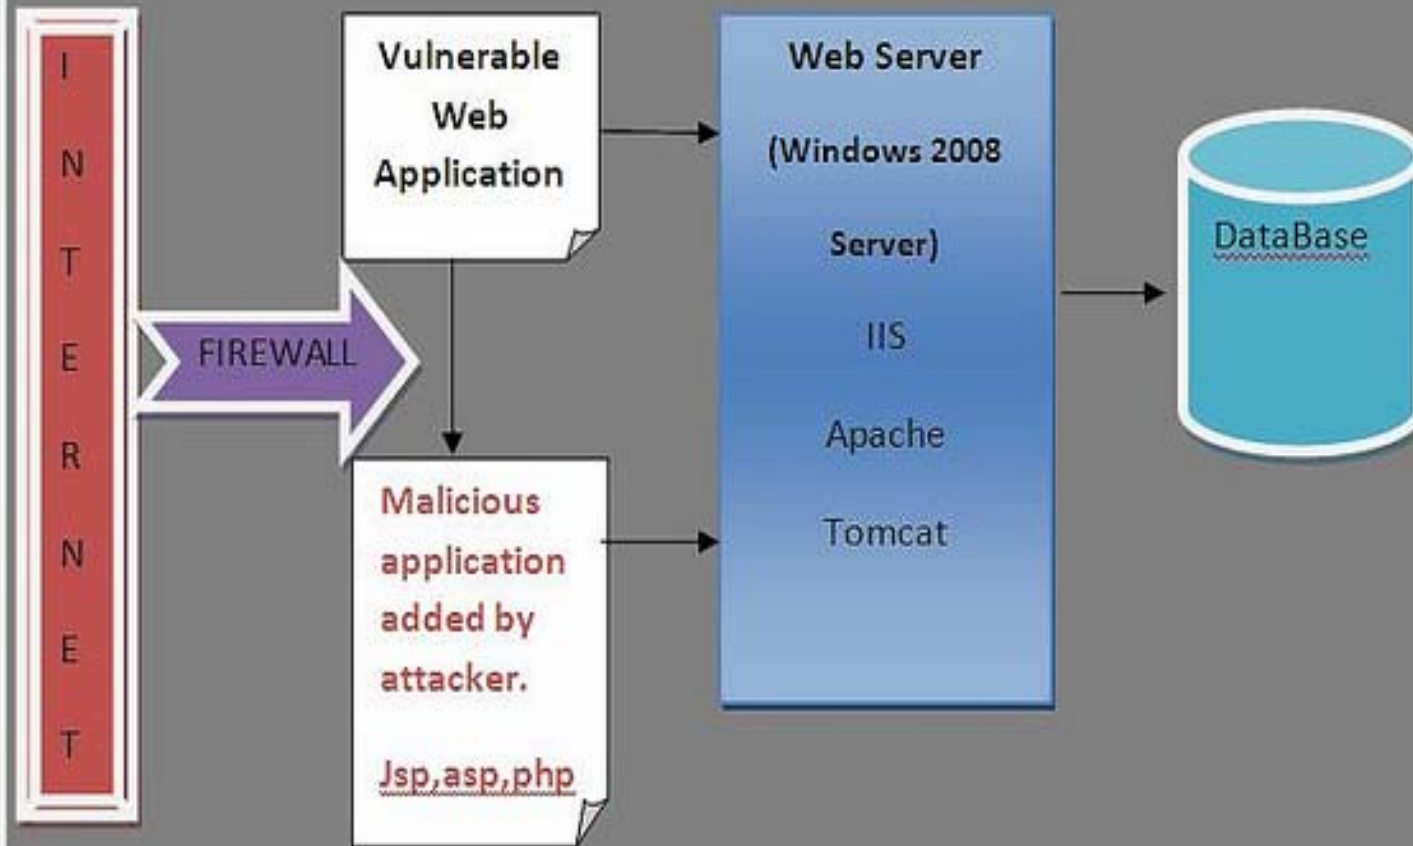 INTERNET
FIREWALL
Vulnerable
Web
Application
Malicious
application
added by
attacker.
Jsp,asp,php
Web Server
(Windows 2008
Server)
IIS
Apache
Tomcat
DataBase